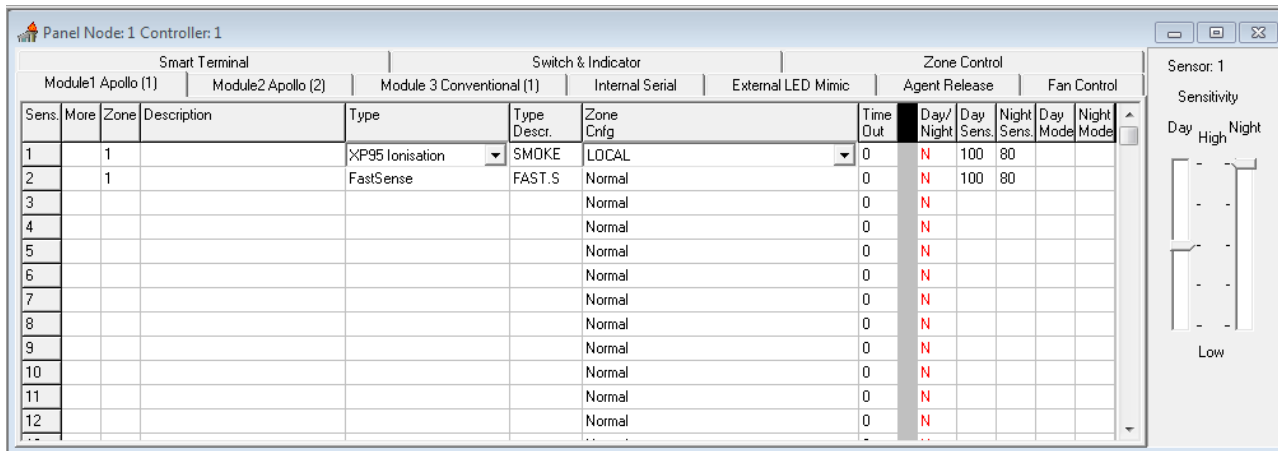 Panel Node: 1 Controller: 1
Smart Terminal Switch & Indicator Zone Control
Module1 Apollo (1) Module2 Apollo (2) Module 3 Conventional (1) Internal Serial External LED Mimic Agent Release Fan Control
Sens. More Zone Description Type Type Descr. Zone Cnfg Time Out Day/ Night Day Sens. Night Sens. Day Mode Night Mode
1 1 XP95 Ionisation SMOKE LOCAL 0 N 100 80
2 1 FastSense FAST.S Normal 0 N 100 80
3 Normal 0 N
4 Normal 0 N
5 Normal 0 N
6 Normal 0 N
7 Normal 0 N
8 Normal 0 N
9 Normal 0 N
10 Normal 0 N
11 Normal 0 N
12 Normal 0 N
Sensor: 1
Sensitivity
Day High Night
Low